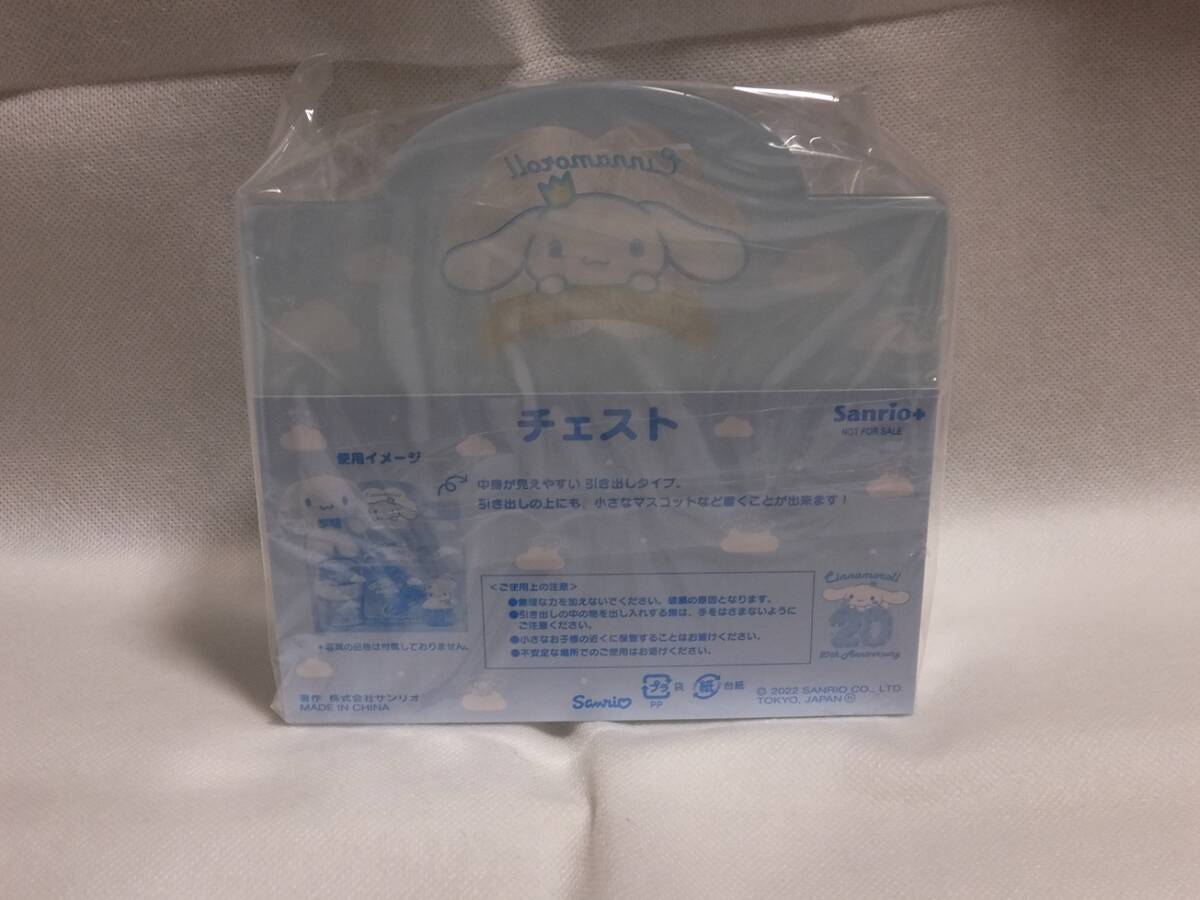 Cinnamoroll
チェスト
Sanrio+
NOT FOR SALE
使用イメージ
中身が見えやすい 引き出しタイプ。
引き出しの上にも、小さなマスコットなど置くことが出来ます！
Cinnamoroll
＜ご使用上の注意＞
●無理な力を加えないでください。破損の原因となります。
●引き出しの中の物を出し入れする際は、手をはさまないように
ご注意ください。
●小さなお子様の近くに保管することはお避けください。
●不安定な場所でのご使用はお避けください。
Cinnamoroll
20
20th Anniversary
＊写真の品物は付属しておりません。
著作 株式会社サンリオ
MADE IN CHINA
Sanrio
プラ 袋
PP
紙 台紙
© 2022 SANRIO CO., LTD.
TOKYO, JAPAN Ⓗ